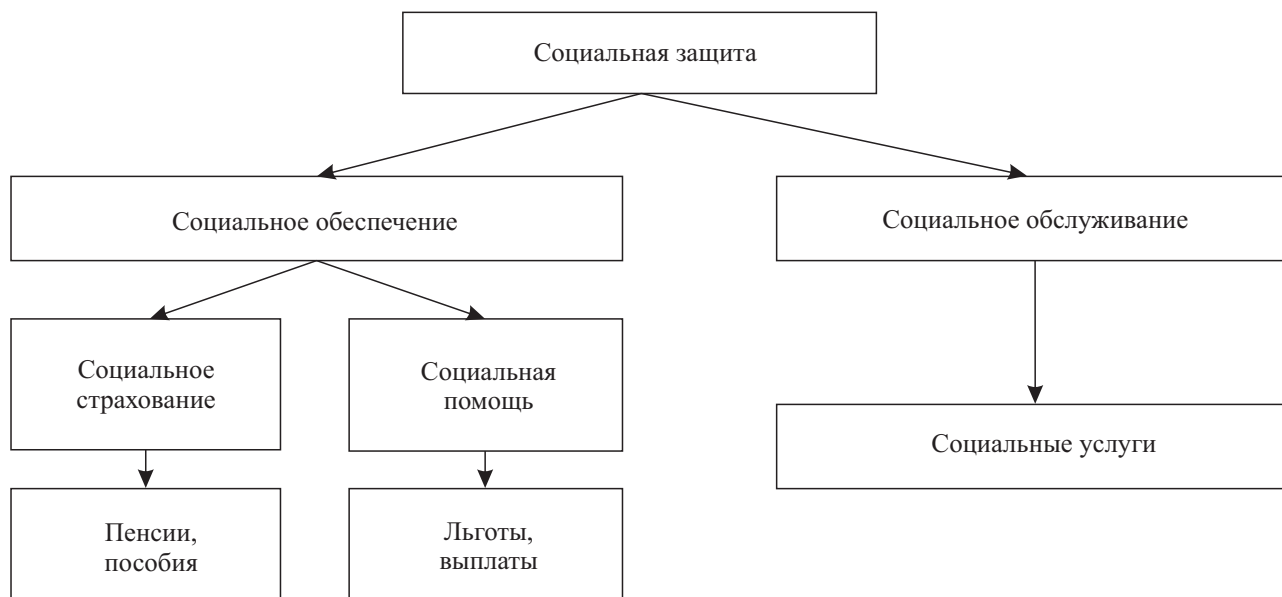 Социальная защита
Социальное обеспечение
Социальное обслуживание
Социальное
страхование
Социальная
помощь
Социальные услуги
Пенсии,
пособия
Льготы,
выплаты